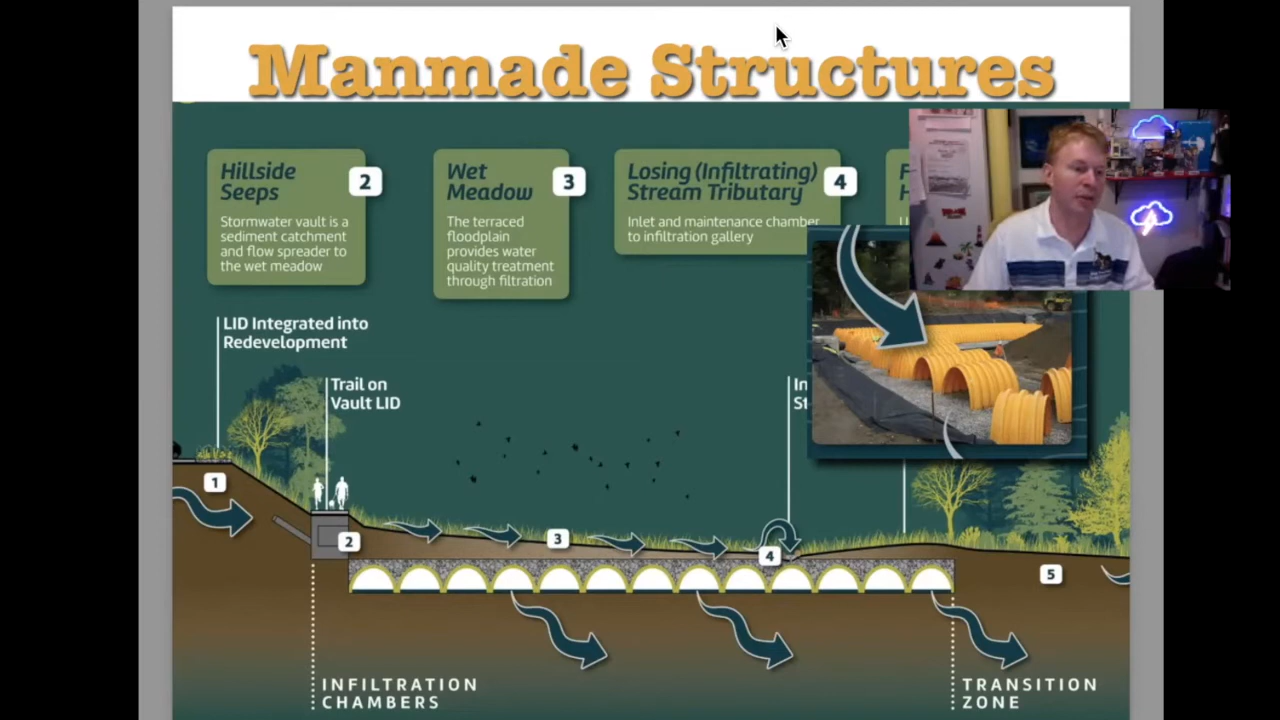 Manmade Structures
Hillside
Seeps
2
Stormwater vault is a
sediment catchment
and flow spreader to
the wet meadow
Wet
Meadow
3
The terraced
floodplain
provides water
quality treatment
through filtration
Losing (Infiltrating)
Stream Tributary
4
Inlet and maintenance chamber
to infiltration gallery
LID Integrated into
Redevelopment
Trail on
Vault LID
1
2
3
4
5
INFILTRATION
CHAMBERS
TRANSITION
ZONE